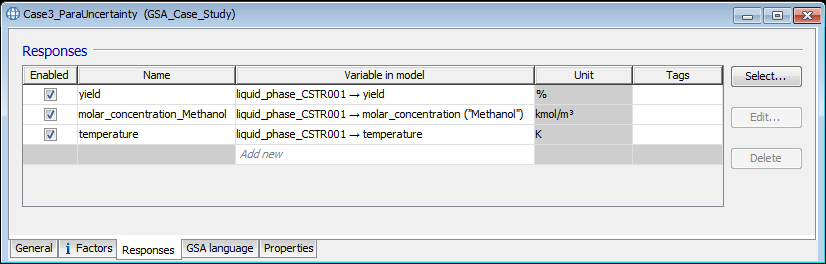 Case3_ParaUncertainty (GSA_Case_Study)
Responses
Enabled Name Variable in model Unit Tags
yield liquid_phase_CSTR001 → yield %
molar_concentration_Methanol liquid_phase_CSTR001 → molar_concentration ("Methanol") kmol/m³
temperature liquid_phase_CSTR001 → temperature K
Add new
Select...
Edit...
Delete
General i Factors Responses GSA language Properties